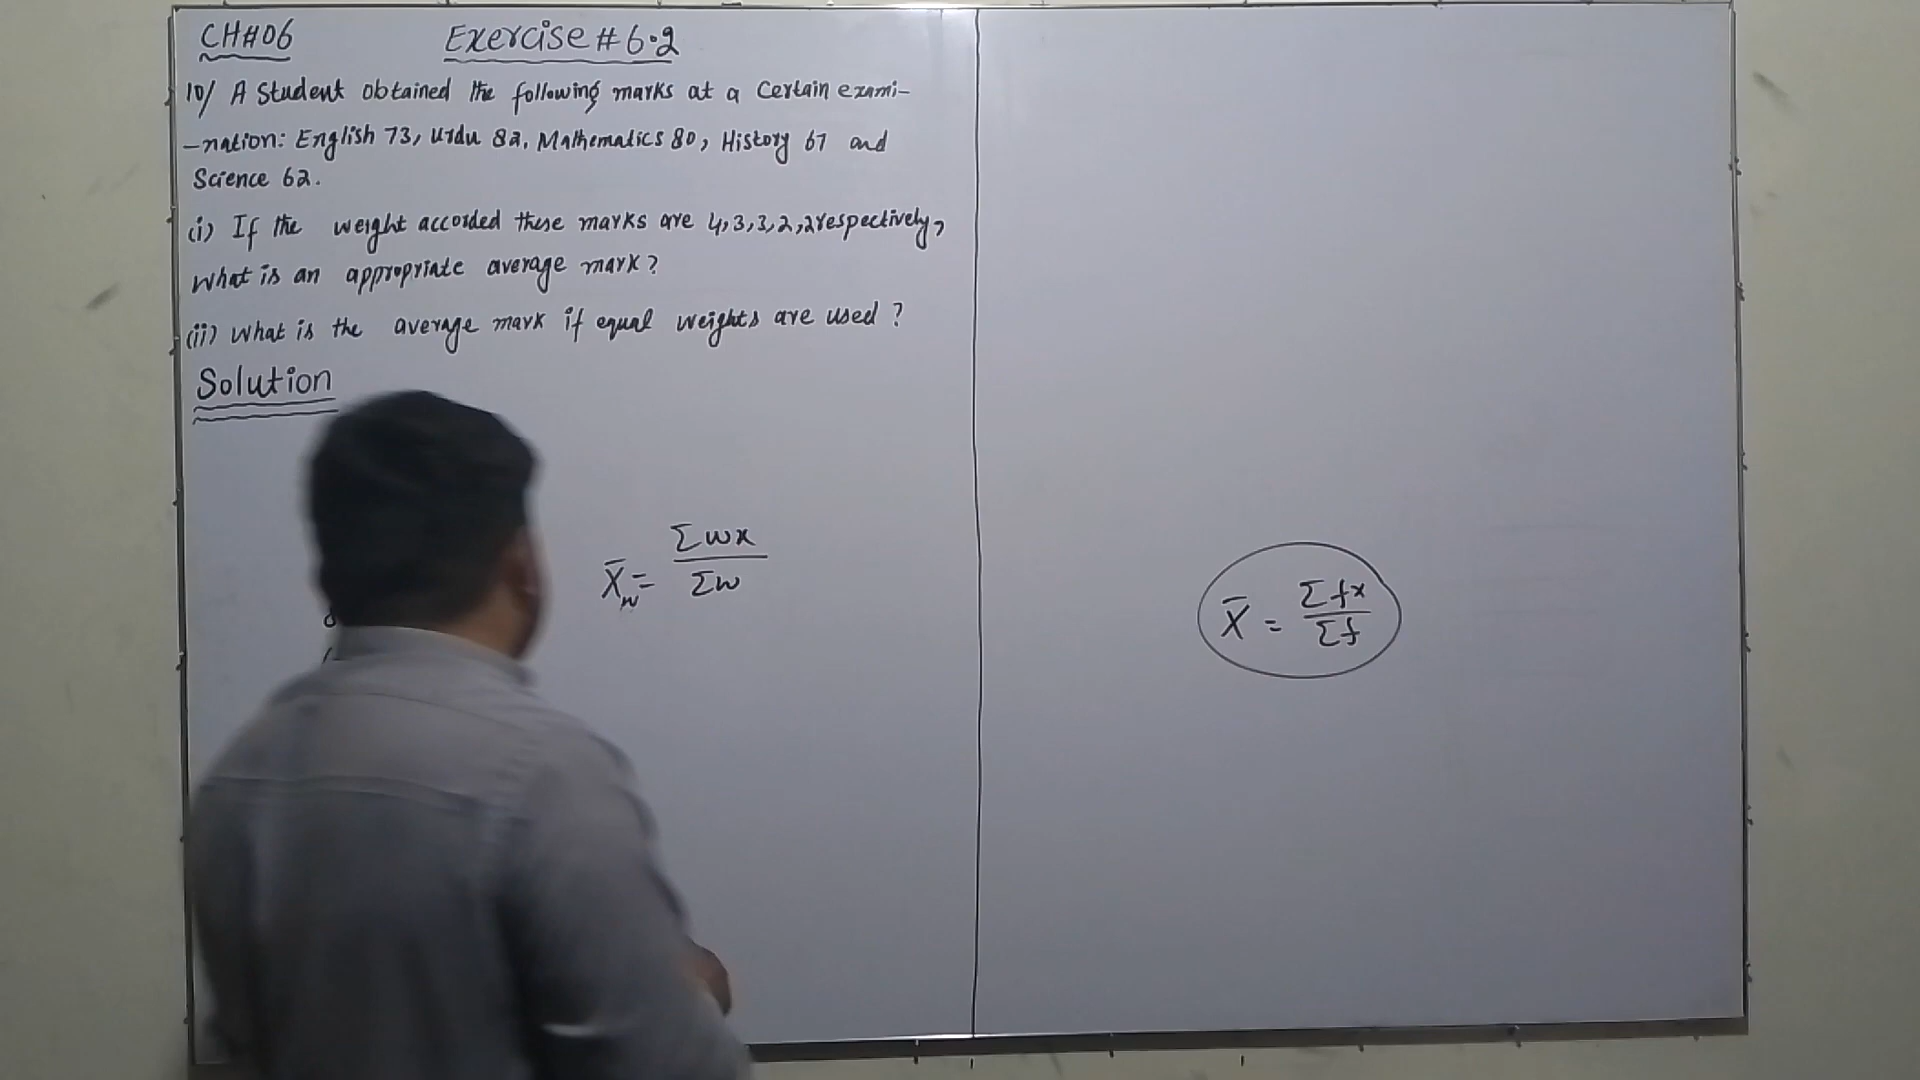 CH#06 Exercise # 6.2
10/ A Student obtained the following marks at a Certain exami-
-nation: English 73, Urdu 82, Mathematics 80, History 67 and
Science 62.
(i) If the weight accorded these marks are 4,3,3,2,2 respectively,
What is an appropriate average mark?
(ii) What is the average mark if equal weights are used ?
Solution
X̄w = Σwx / Σw
X̄ = Σfx / Σf